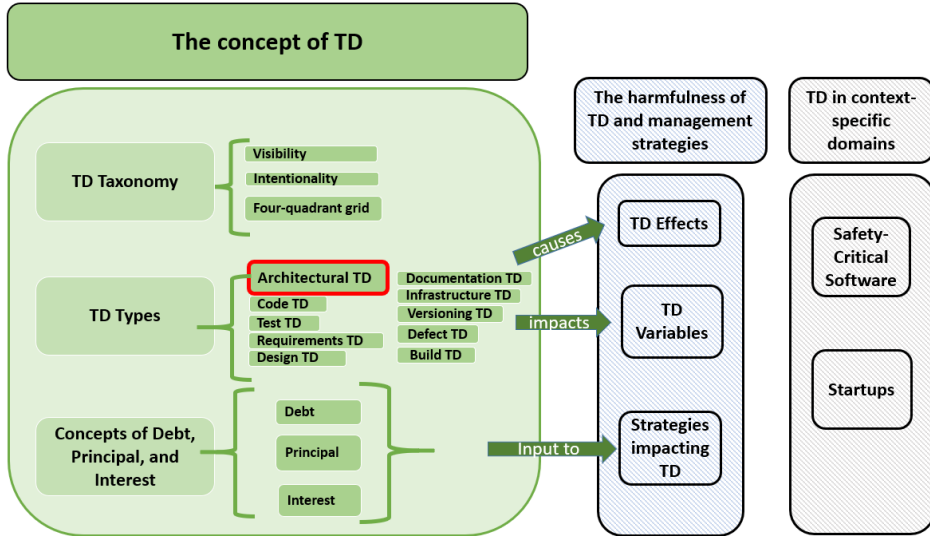 The concept of TD
The harmfulness of
TD and management
strategies
TD in context-
specific
domains
TD Taxonomy
Visibility
Intentionality
Four-quadrant grid
TD Types
Architectural TD
Code TD
Test TD
Requirements TD
Design TD
Documentation TD
Infrastructure TD
Versioning TD
Defect TD
Build TD
Concepts of Debt,
Principal, and
Interest
Debt
Principal
Interest
causes
impacts
Input to
TD Effects
TD
Variables
Strategies
impacting
TD
Safety-
Critical
Software
Startups